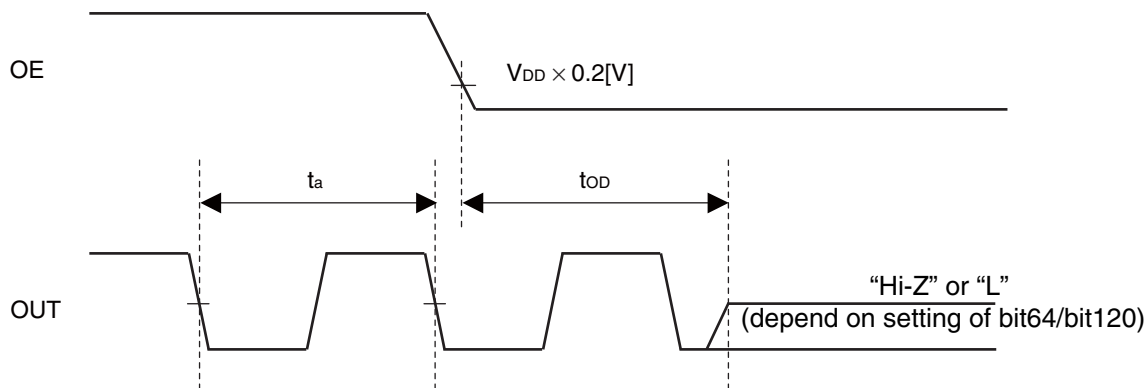 OE
VDD × 0.2[V]
ta
tOD
OUT
“Hi-Z” or “L”
(depend on setting of bit64/bit120)